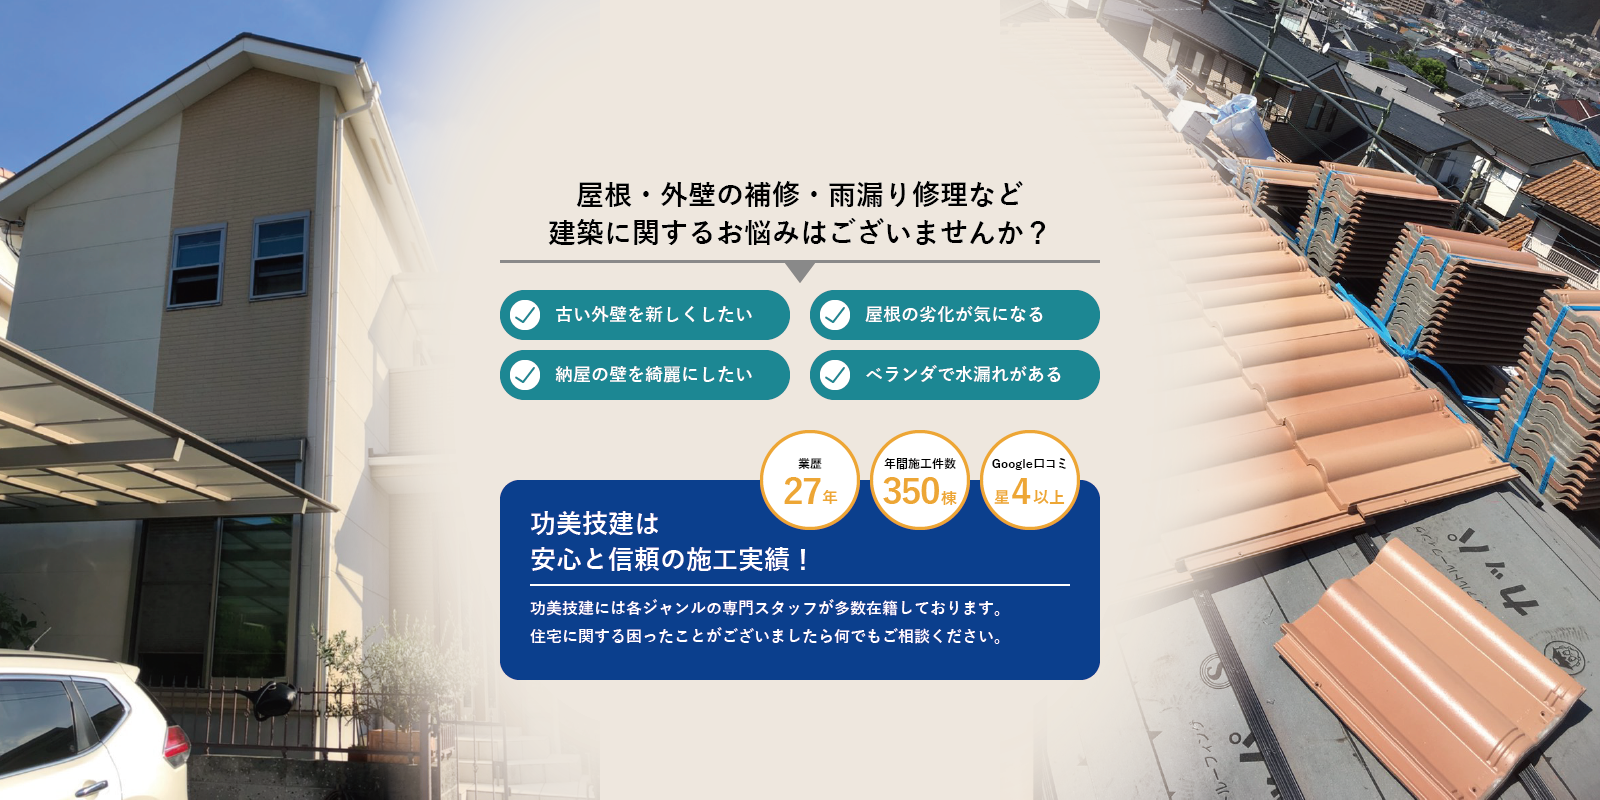 屋根・外壁の補修・雨漏り修理など
建築に関するお悩みはございませんか？
古い外壁を新しくしたい
屋根の劣化が気になる
納屋の壁を綺麗にしたい
ベランダで水漏れがある
業歴
27年
年間施工件数
350棟
Google口コミ
星4以上
功美技建は
安心と信頼の施工実績！
功美技建には各ジャンルの専門スタッフが多数在籍しております。
住宅に関する困ったことがございましたら何でもご相談ください。